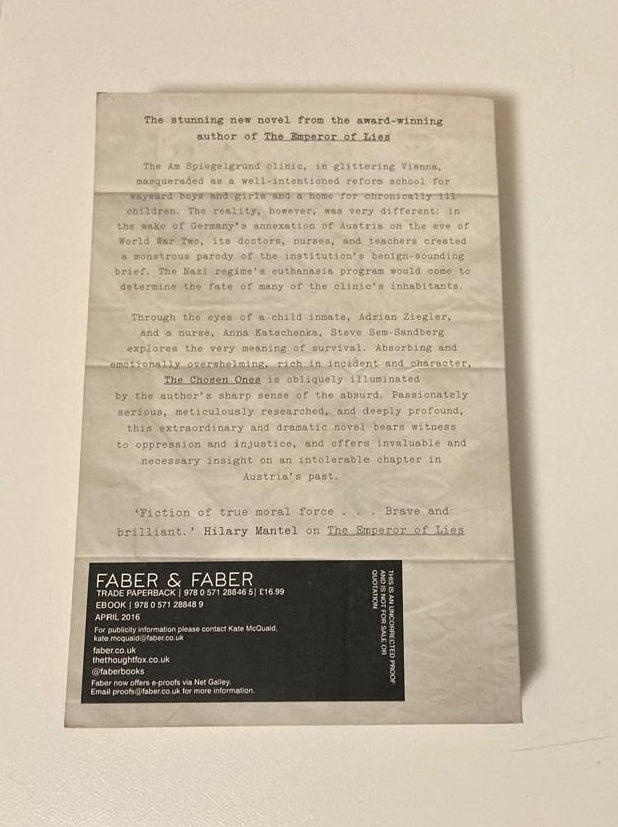 The stunning new novel from the award-winning
author of The Emperor of Lies
The Am Spiegelgrund clinic, in glittering Vienna,
masqueraded as a well-intentioned reform school for
wayward boys and girls and a home for chronically ill
children. The reality, however, was very different: in
the wake of Germany's annexation of Austria on the eve of
World War Two, its doctors, nurses, and teachers created
a monstrous parody of the institution's benign-sounding
brief. The Nazi regime's euthanasia program would come to
determine the fate of many of the clinic's inhabitants.
Through the eyes of a child inmate, Adrian Ziegler,
and a nurse, Anna Katschenka, Steve Sem-Sandberg
explores the very meaning of survival. Absorbing and
emotionally overwhelming, rich in incident and character,
The Chosen Ones is obliquely illuminated
by the author's sharp sense of the absurd. Passionately
serious, meticulously researched, and deeply profound,
this extraordinary and dramatic novel bears witness
to oppression and injustice, and offers invaluable and
necessary insight on an intolerable chapter in
Austria's past.
'Fiction of true moral force . . . Brave and
brilliant.' Hilary Mantel on The Emperor of Lies
FABER & FABER
TRADE PAPERBACK | 978 0 571 28846 5| £16.99
EBOOK | 978 0 571 28848 9
APRIL 2016
For publicity information please contact Kate McQuaid,
kate.mcquaid@faber.co.uk
faber.co.uk
thethoughtfox.co.uk
@faberbooks
Faber now offers e-proofs via Net Galley.
Email proofs@faber.co.uk for more information.
THIS IS AN UNCORRECTED PROOF
AND IS NOT FOR SALE OR
QUOTATION